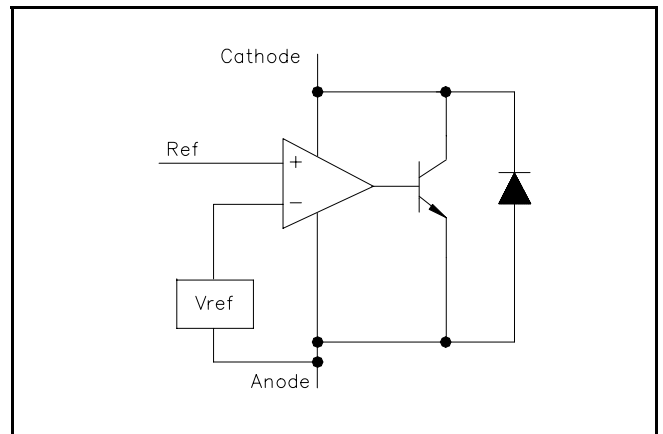 Cathode
Ref
+
−
Vref
Anode